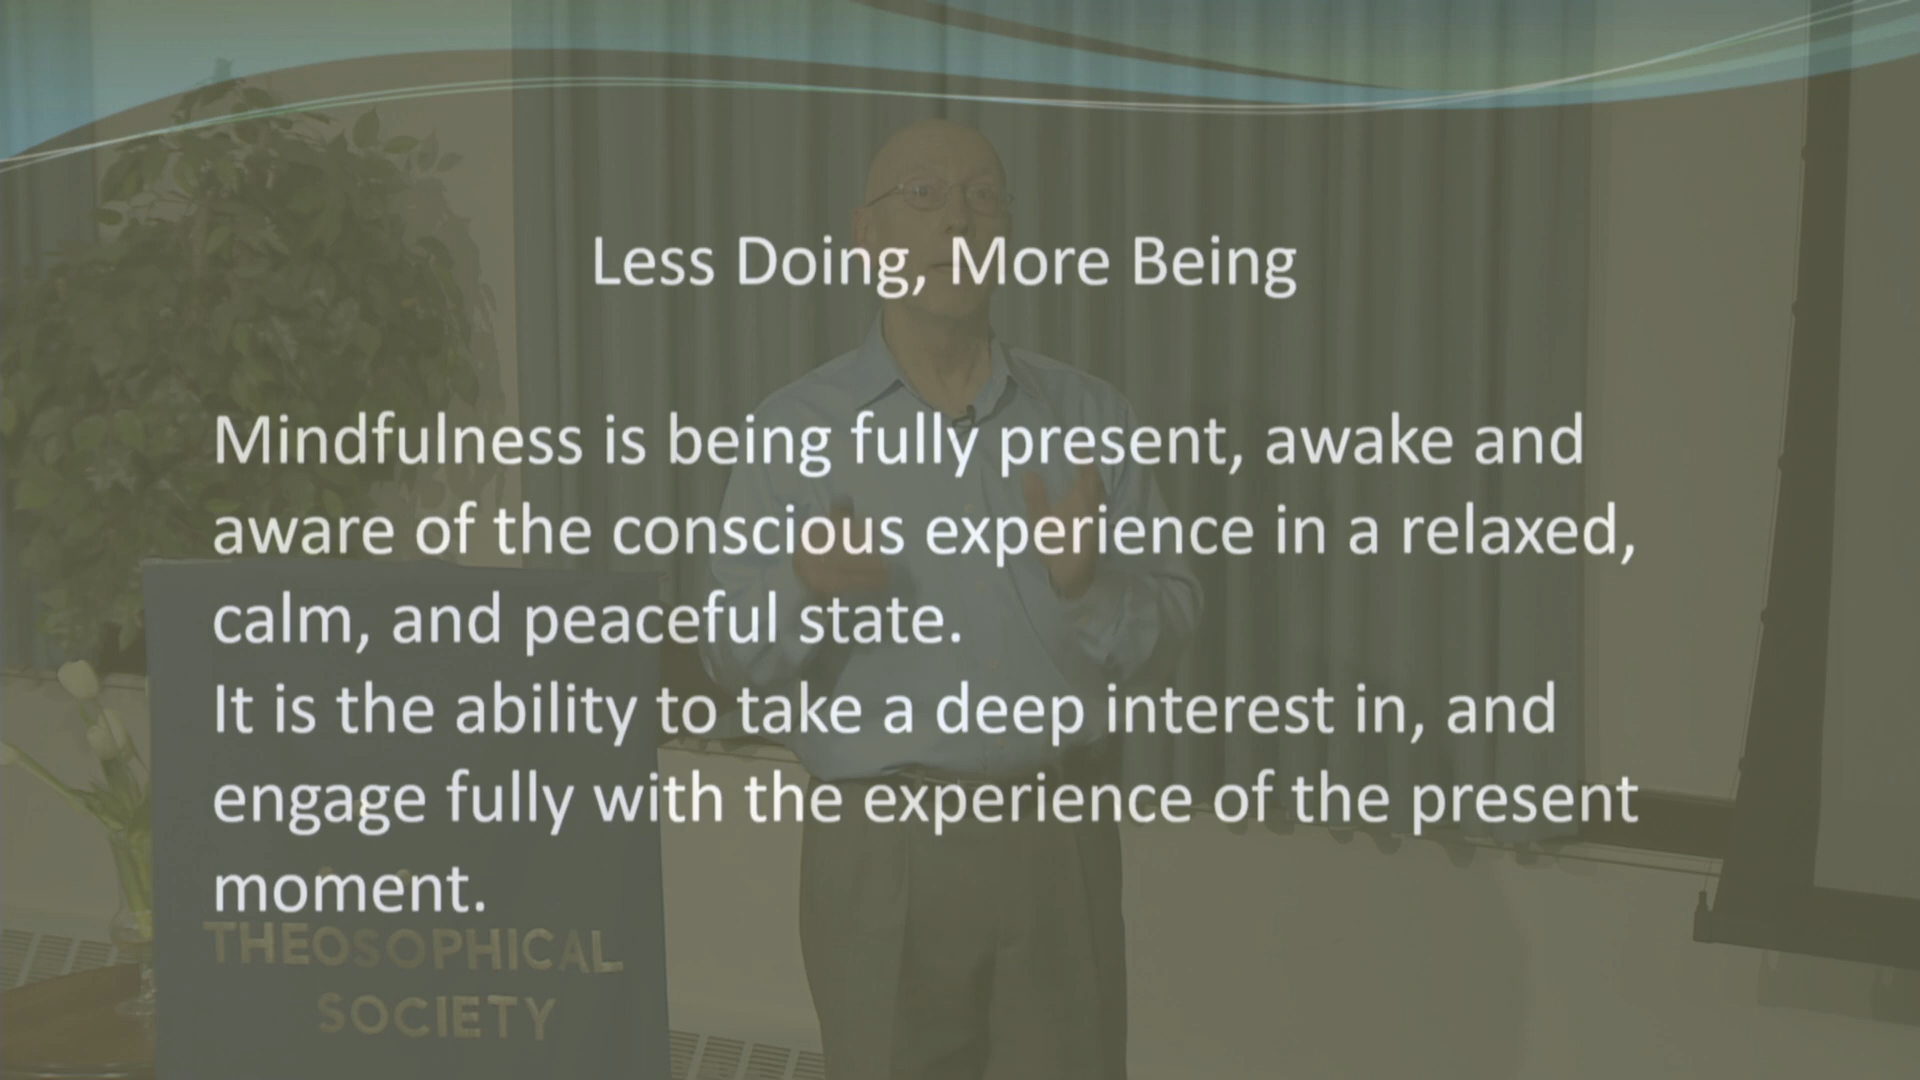 Less Doing, More Being
Mindfulness is being fully present, awake and
aware of the conscious experience in a relaxed,
calm, and peaceful state.
It is the ability to take a deep interest in, and
engage fully with the experience of the present
moment.
THEOSOPHICAL
SOCIETY